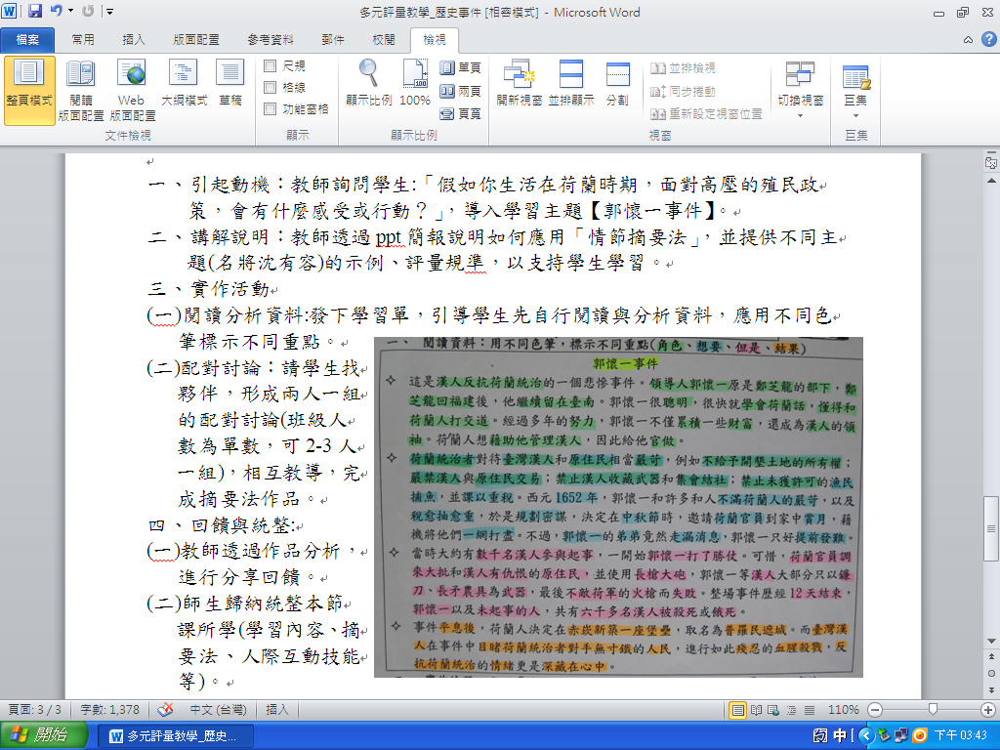 多元評量教學_歷史事件 [相容模式] - Microsoft Word
檔案 常用 插入 版面配置 參考資料 郵件 校閱 檢視
整頁模式 閱讀版面配置 Web 版面配置 大綱模式 草稿
文件檢視
尺規
格線
功能窗格
顯示
顯示比例 100% 單頁 兩頁 頁寬
顯示比例
開新視窗 並排顯示 分割
並排檢視
同步捲動
重新設定視窗位置
切換視窗
視窗
巨集
巨集
一、引起動機：教師詢問學生:「假如你生活在荷蘭時期，面對高壓的殖民政
策，會有什麼感受或行動？」，導入學習主題【郭懷一事件】。
二、講解說明：教師透過 ppt 簡報說明如何應用「情節摘要法」，並提供不同主
題(名將沈有容)的示例、評量規準，以支持學生學習。
三、實作活動
(一)閱讀分析資料:發下學習單，引導學生先自行閱讀與分析資料，應用不同色
筆標示不同重點。
(二)配對討論：請學生找
夥伴，形成兩人一組
的配對討論(班級人
數為單數，可 2-3 人
一組)，相互教導，完
成摘要法作品。
四、回饋與統整:
(一)教師透過作品分析，
進行分享回饋。
(二)師生歸納統整本節
課所學(學習內容、摘
要法、人際互動技能
等)。
一、 閱讀資料：用不同色筆，標示不同重點(角色、想要、但是、結果)
郭懷一事件
這是漢人反抗荷蘭統治的一個悲慘事件。領導人郭懷一原是鄭芝龍的部下，鄭
芝龍回福建後，他繼續留在臺南。郭懷一很聰明，很快就學會荷蘭話，懂得和
荷蘭人打交道。經過多年的努力，郭懷一不僅累積一些財富，還成為漢人的領
袖。荷蘭人想藉助他管理漢人，因此給他官做。
荷蘭統治者對待臺灣漢人和原住民相當嚴苛，例如不給予開墾土地的所有權；
嚴禁漢人與原住民交易；禁止漢人收藏武器和集會結社；禁止未獲許可的漁民
捕魚，並課以重稅。西元 1652 年，郭懷一和許多和人不滿荷蘭人的嚴苛，以及
稅愈抽愈重，於是規劃密謀，決定在中秋節時，邀請荷蘭官員到家中賞月，藉
機將他們一網打盡。不過，郭懷一的弟弟竟然走漏消息，郭懷一只好提前發難。
當時大約有數千名漢人參與起事，一開始郭懷一打了勝仗。可惜，荷蘭官員調
來大批和漢人有仇恨的原住民，並使用長槍大砲，郭懷一等漢人大部分只以鐮
刀、長矛農具為武器，最後不敵荷軍的火槍而失敗。整場事件歷經 12 天結束，
郭懷一以及未起事的人，共有六千多名漢人被殺死或餓死。
事件平息後，荷蘭人決定在赤崁新築一座堡壘，取名為普羅民遮城。而臺灣漢
人在事件中目睹荷蘭統治者對手無寸鐵的人民，進行如此殘忍的血腥殺戮，反
抗荷蘭統治的情緒更是深藏在心中。
頁面: 3 / 3 字數: 1,378 中文 (台灣) 插入 110%
開始 多元評量教學_歷史... 中 下午 03:43